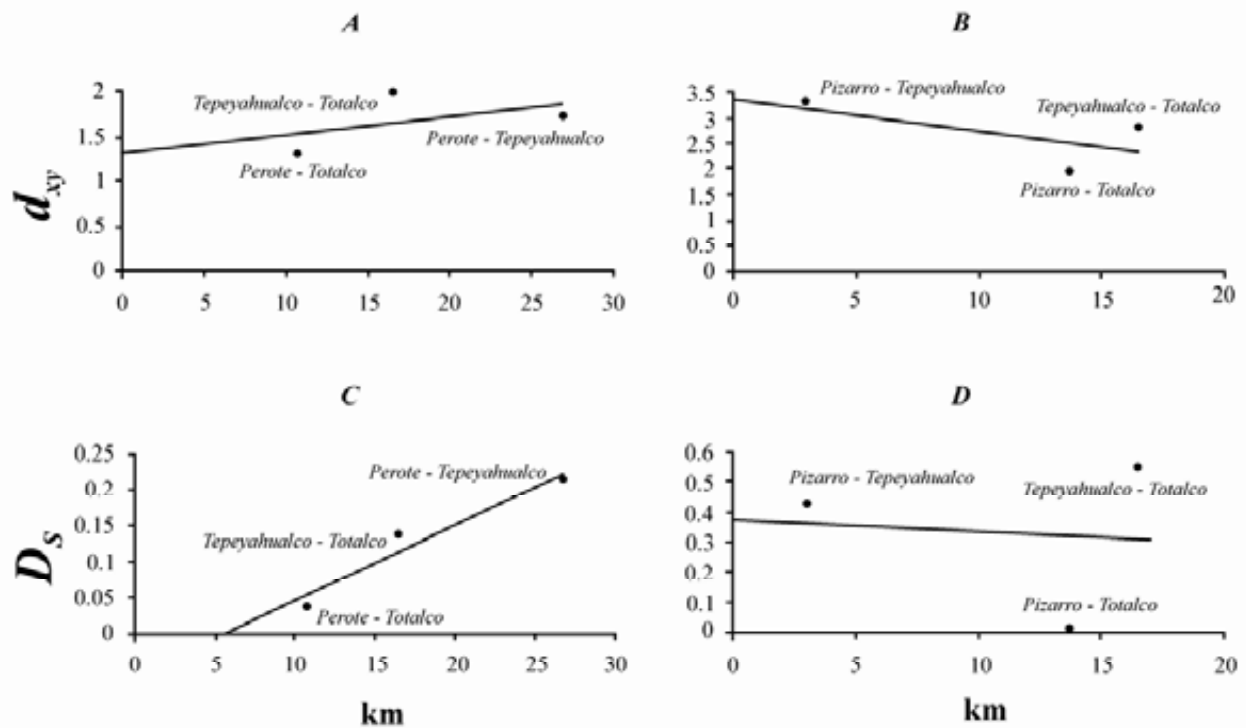 A
B
d_xy
2
1.5
1
0.5
0
0 5 10 15 20 25 30
Tepeyahualco - Totalco
Perote - Tepeyahualco
Perote - Totalco
3.5
3
2.5
2
1.5
1
0.5
0
0 5 10 15 20
Pizarro - Tepeyahualco
Tepeyahualco - Totalco
Pizarro - Totalco
C
D
D_S
0.25
0.2
0.15
0.1
0.05
0
0 5 10 15 20 25 30
Perote - Tepeyahualco
Tepeyahualco - Totalco
Perote - Totalco
km
0.6
0.5
0.4
0.3
0.2
0.1
0
0 5 10 15 20
Pizarro - Tepeyahualco
Tepeyahualco - Totalco
Pizarro - Totalco
km